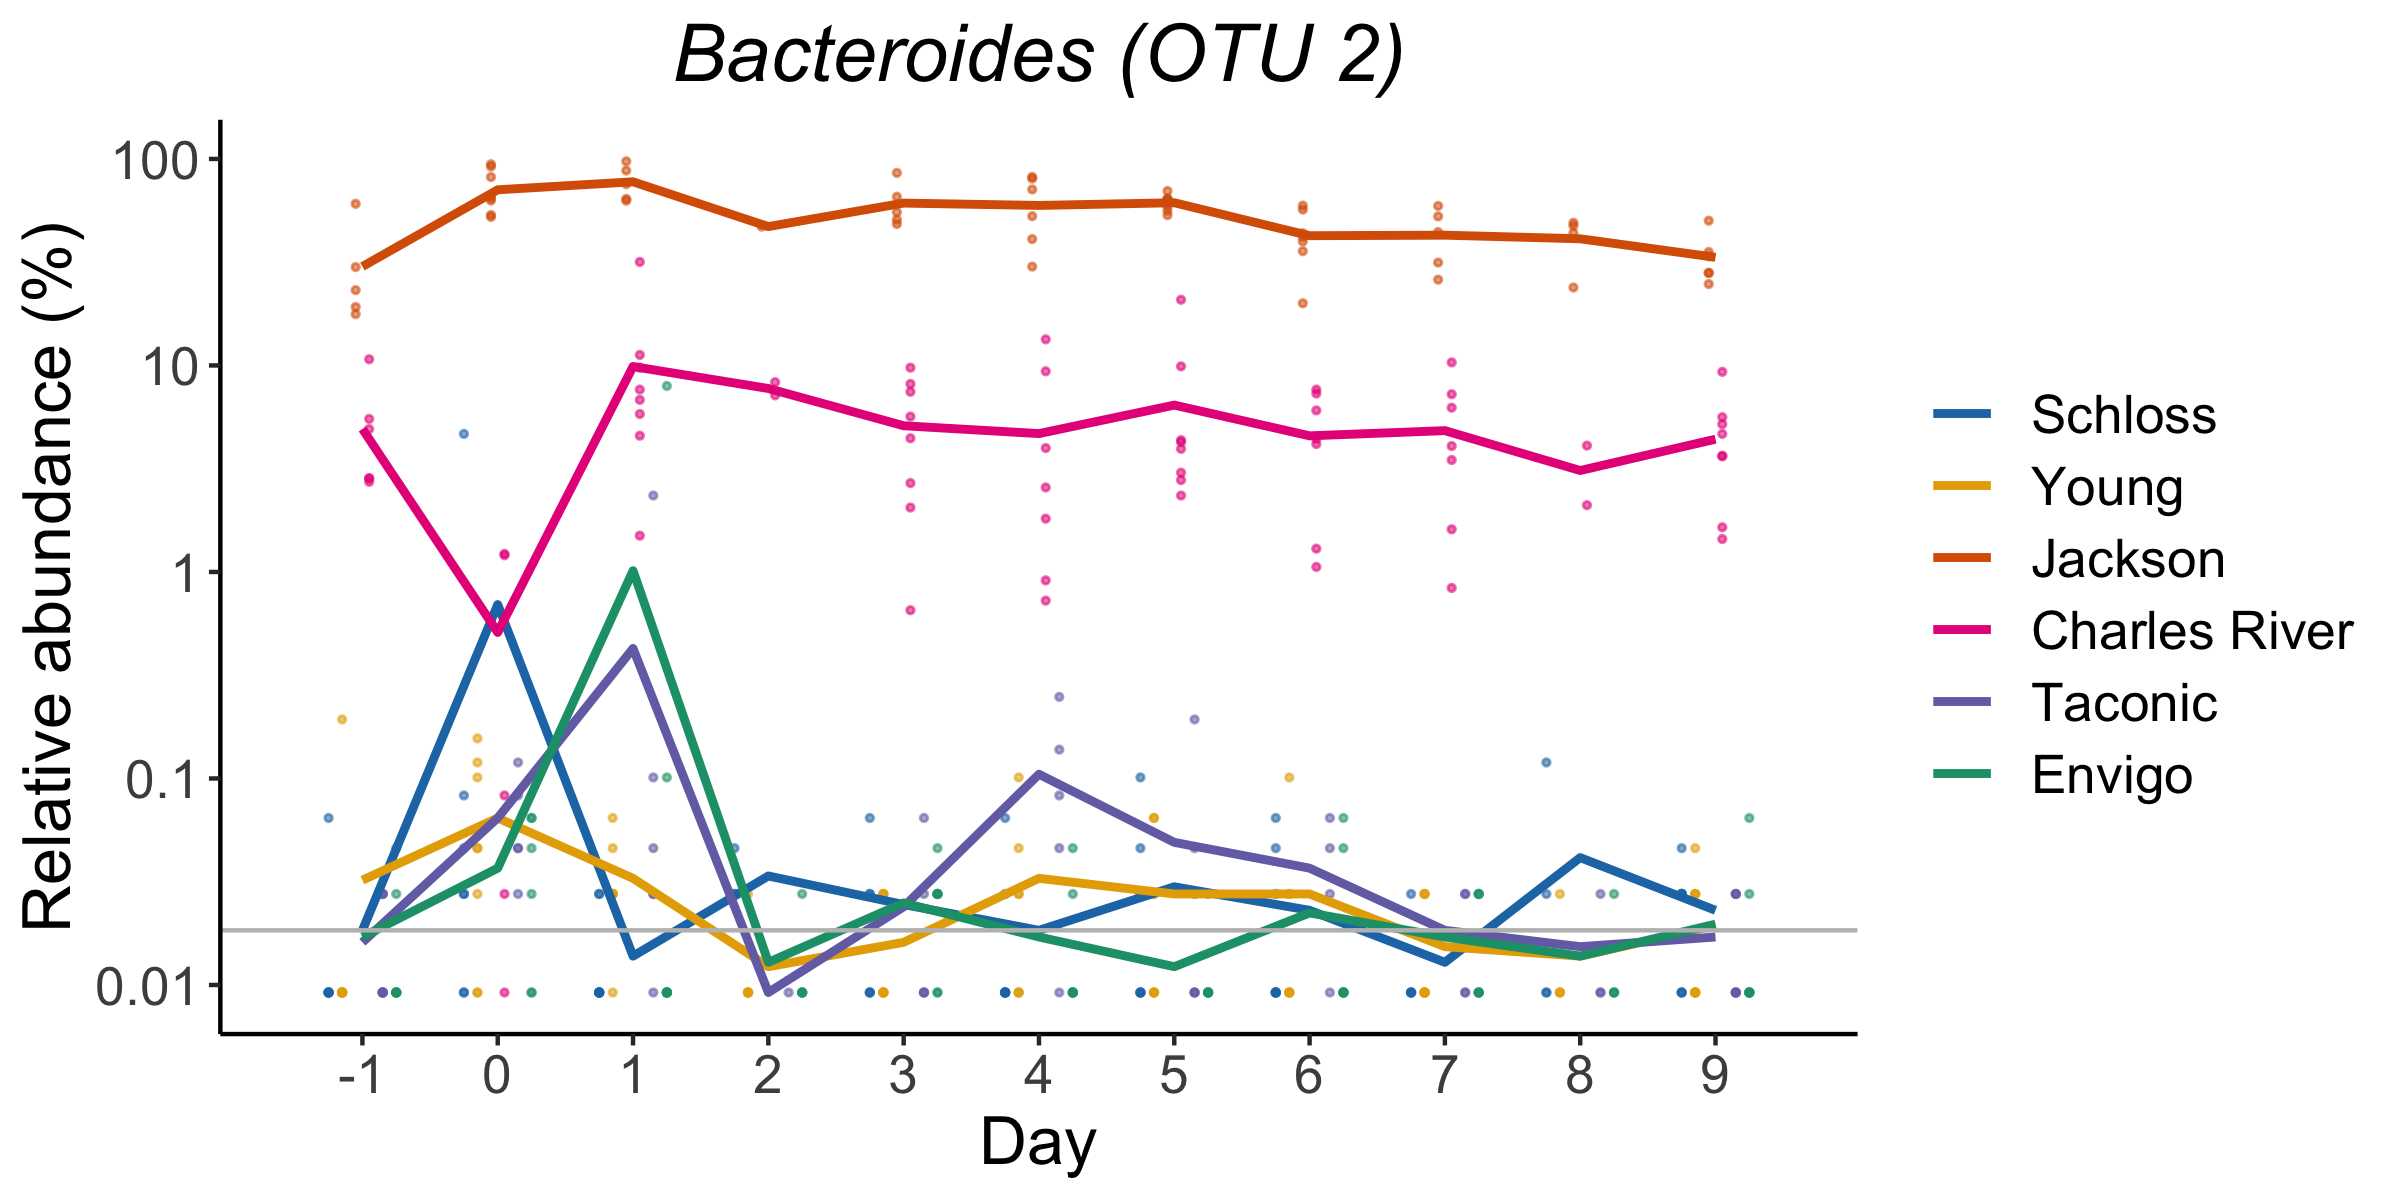 Bacteroides (OTU 2)
Relative abundance (%)
100
10
1
0.1
0.01
-1 0 1 2 3 4 5 6 7 8 9
Day
Schloss
Young
Jackson
Charles River
Taconic
Envigo